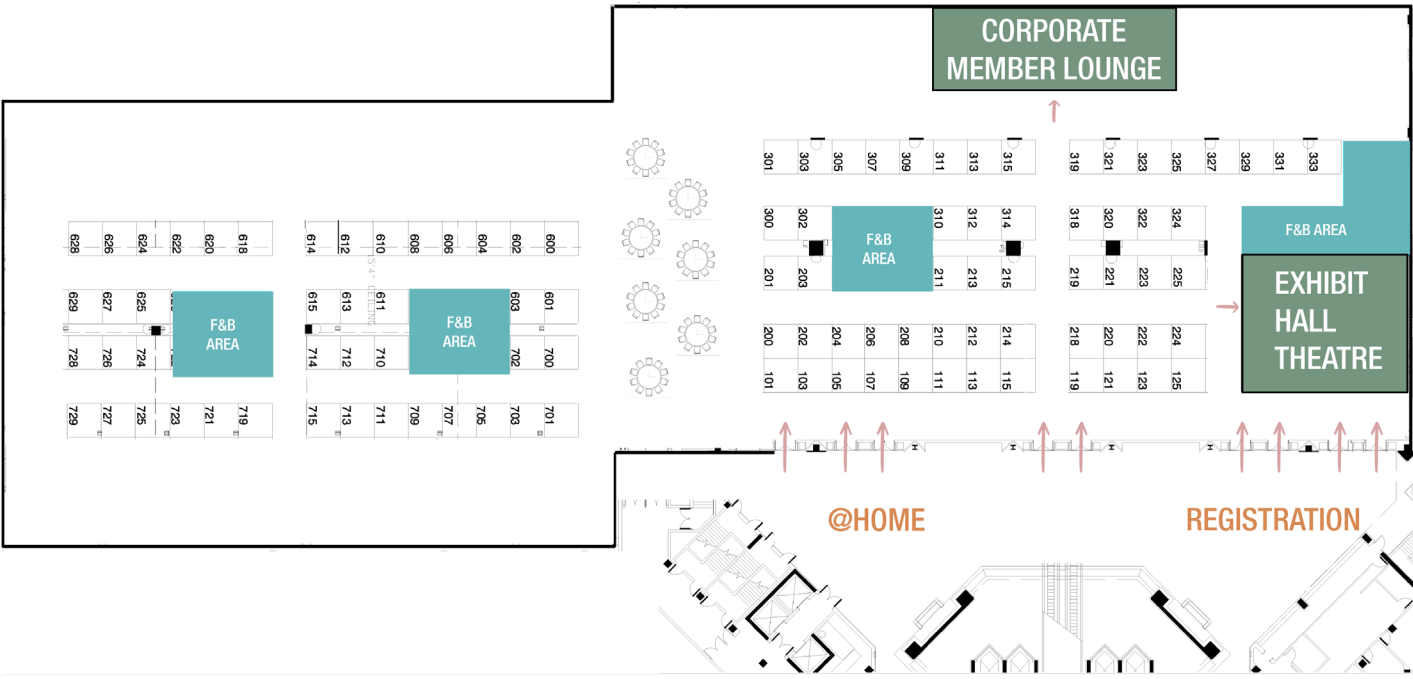 CORPORATE
MEMBER LOUNGE
301 303 305 307 309 311 313 315 319 321 323 325 327 329 331 333
300 302 310 312 314 318 320 322 324
F&B
AREA
F&B AREA
628 626 624 622 620 618 614 612 610 608 606 604 602 600
15'4" CEILING
201 203 211 213 215 219 221 223 225
EXHIBIT
HALL
THEATRE
629 627 625 615 613 611 603 601
F&B
AREA
F&B
AREA
200 202 204 206 208 210 212 214 218 220 222 224
728 726 724 714 712 710 702 700
101 103 105 107 109 111 113 115 119 121 123 125
729 727 725 723 721 719 715 713 711 709 707 705 703 701
@HOME
REGISTRATION